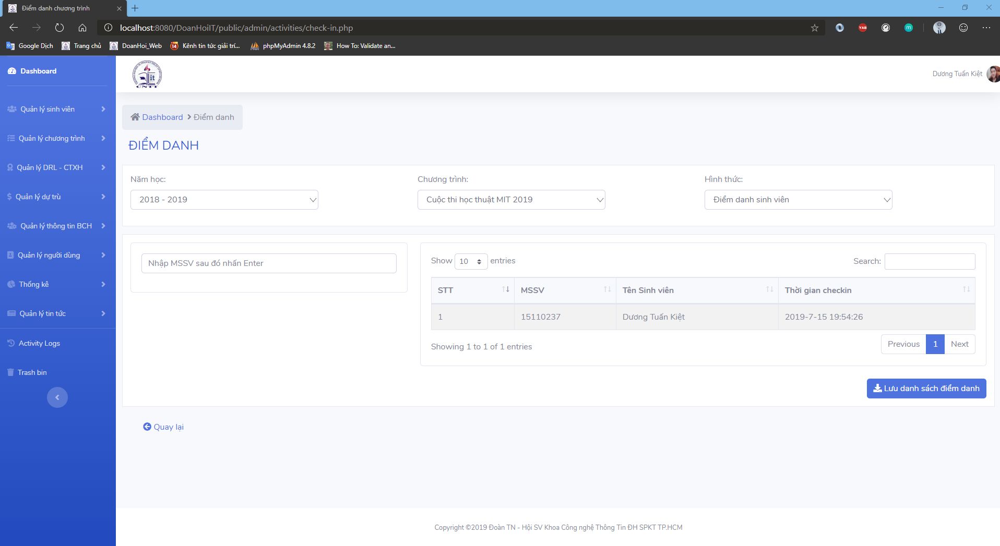 Điểm danh chương trình
localhost:8080/DoanHoiIT/public/admin/activities/check-in.php
Google Dịch
Trang chủ
DoanHoi_Web
Kênh tin tức giải trí...
phpMyAdmin 4.8.2
How To: Validate an...
Dashboard
Quản lý sinh viên
Quản lý chương trình
Quản lý DRL - CTXH
Quản lý dự trù
Quản lý thông tin BCH
Quản lý người dùng
Thống kê
Quản lý tin tức
Activity Logs
Trash bin
it
CNTT
Dương Tuấn Kiệt
Dashboard Điểm danh
ĐIỂM DANH
Năm học:
2018 - 2019
Chương trình:
Cuộc thi học thuật MIT 2019
Hình thức:
Điểm danh sinh viên
Nhập MSSV sau đó nhấn Enter
Show 10 entries
Search:
STT MSSV Tên Sinh viên Thời gian checkin
1 15110237 Dương Tuấn Kiệt 2019-7-15 19:54:26
Showing 1 to 1 of 1 entries
Previous 1 Next
Lưu danh sách điểm danh
Quay lại
Copyright ©2019 Đoàn TN - Hội SV Khoa Công nghệ Thông Tin ĐH SPKT TP.HCM